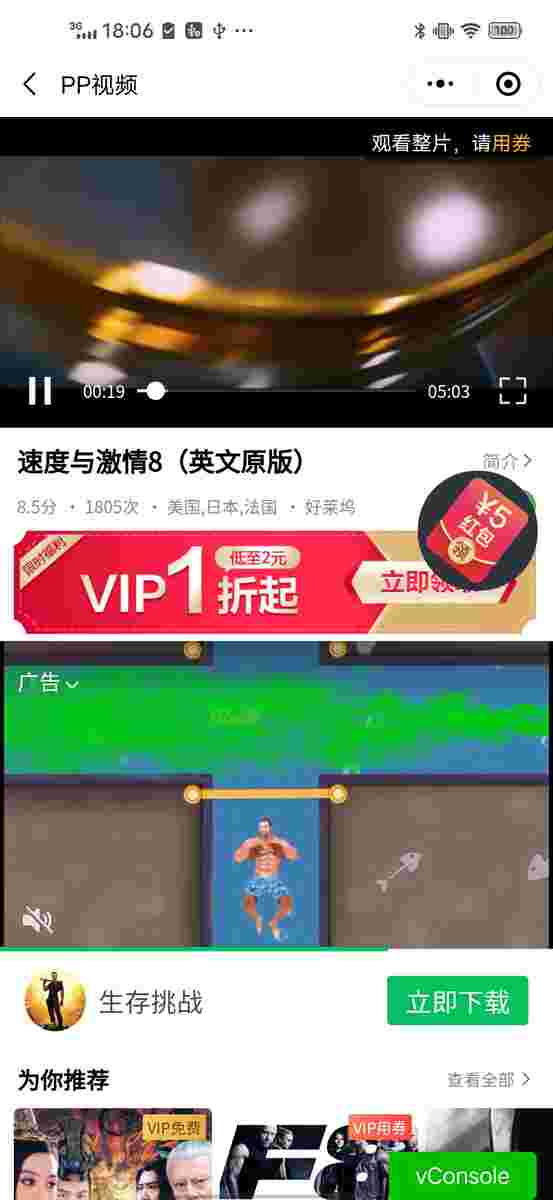 3G 18:06
100
PP视频
观看整片，请用券
00:19
05:03
速度与激情8（英文原版）
简介
8.5分 · 1805次 · 美国,日本,法国 · 好莱坞
¥5
红包
限时福利
VIP1折起
低至2元
立即领
广告
生存挑战
立即下载
为你推荐
查看全部
VIP免费
VIP用券
F8
vConsole